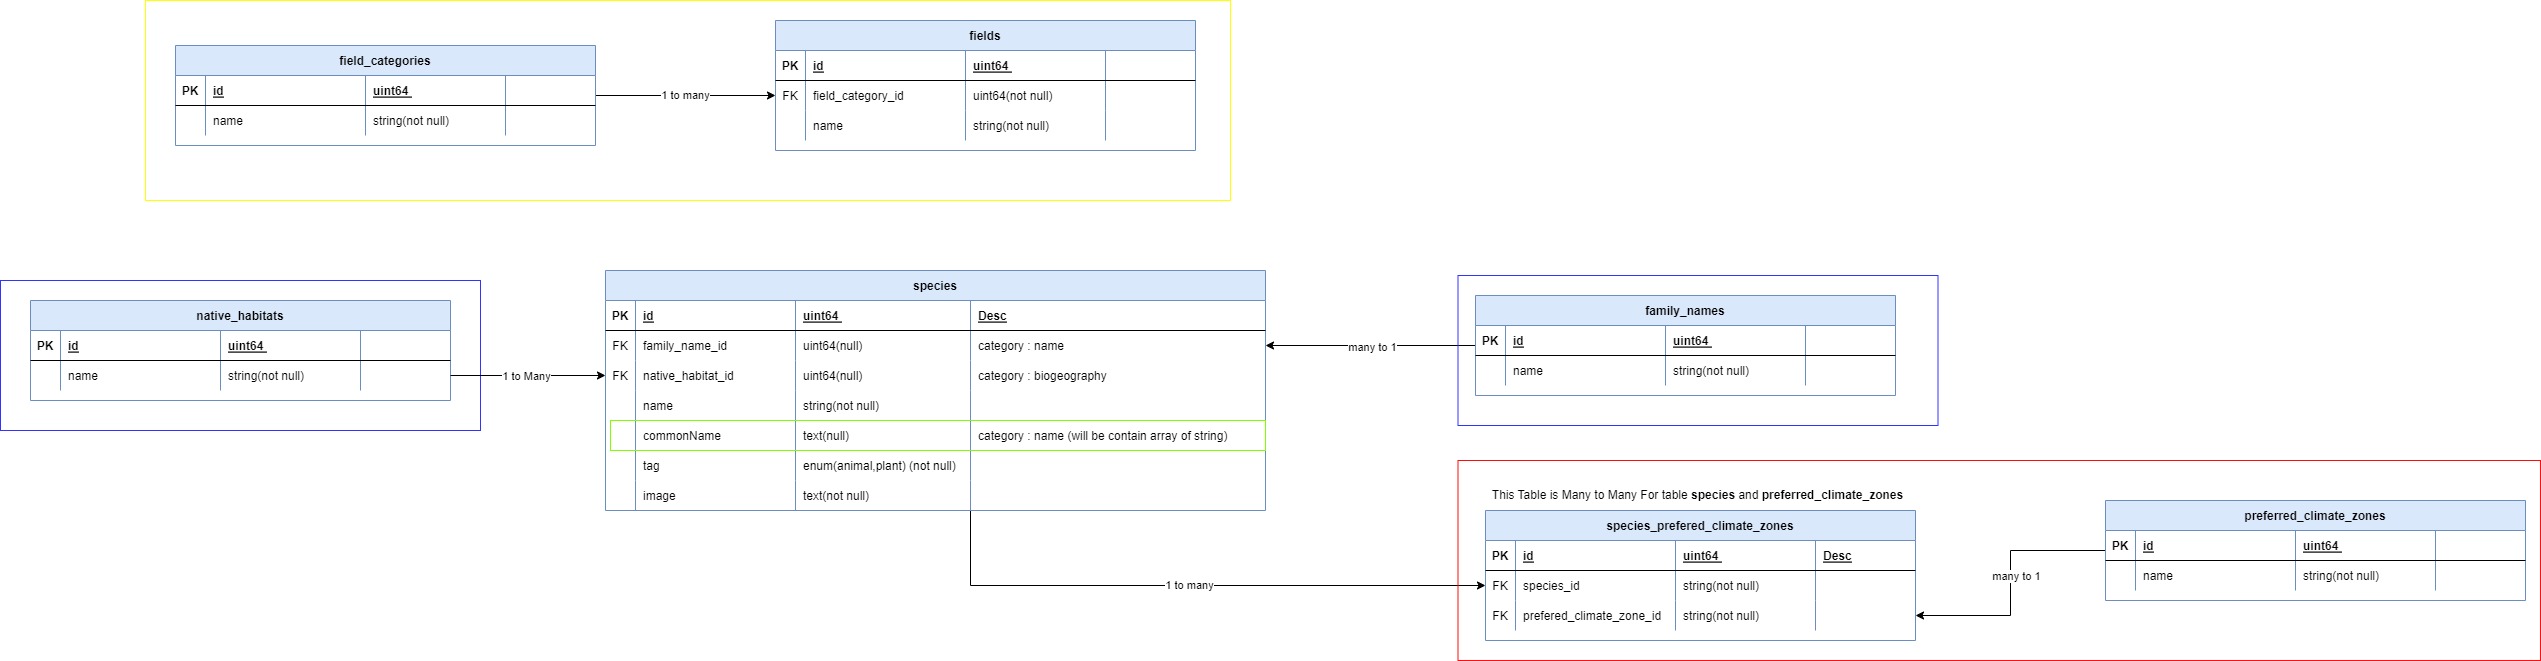 field_categories
PK id uint64
name string(not null)
1 to many
fields
PK id uint64
FK field_category_id uint64(not null)
name string(not null)
native_habitats
PK id uint64
name string(not null)
1 to Many
species
PK id uint64 Desc
FK family_name_id uint64(null) category : name
FK native_habitat_id uint64(null) category : biogeography
name string(not null)
commonName text(null) category : name (will be contain array of string)
tag enum(animal,plant) (not null)
image text(not null)
many to 1
family_names
PK id uint64
name string(not null)
1 to many
This Table is Many to Many For table species and preferred_climate_zones
species_prefered_climate_zones
PK id uint64 Desc
FK species_id string(not null)
FK prefered_climate_zone_id string(not null)
many to 1
preferred_climate_zones
PK id uint64
name string(not null)